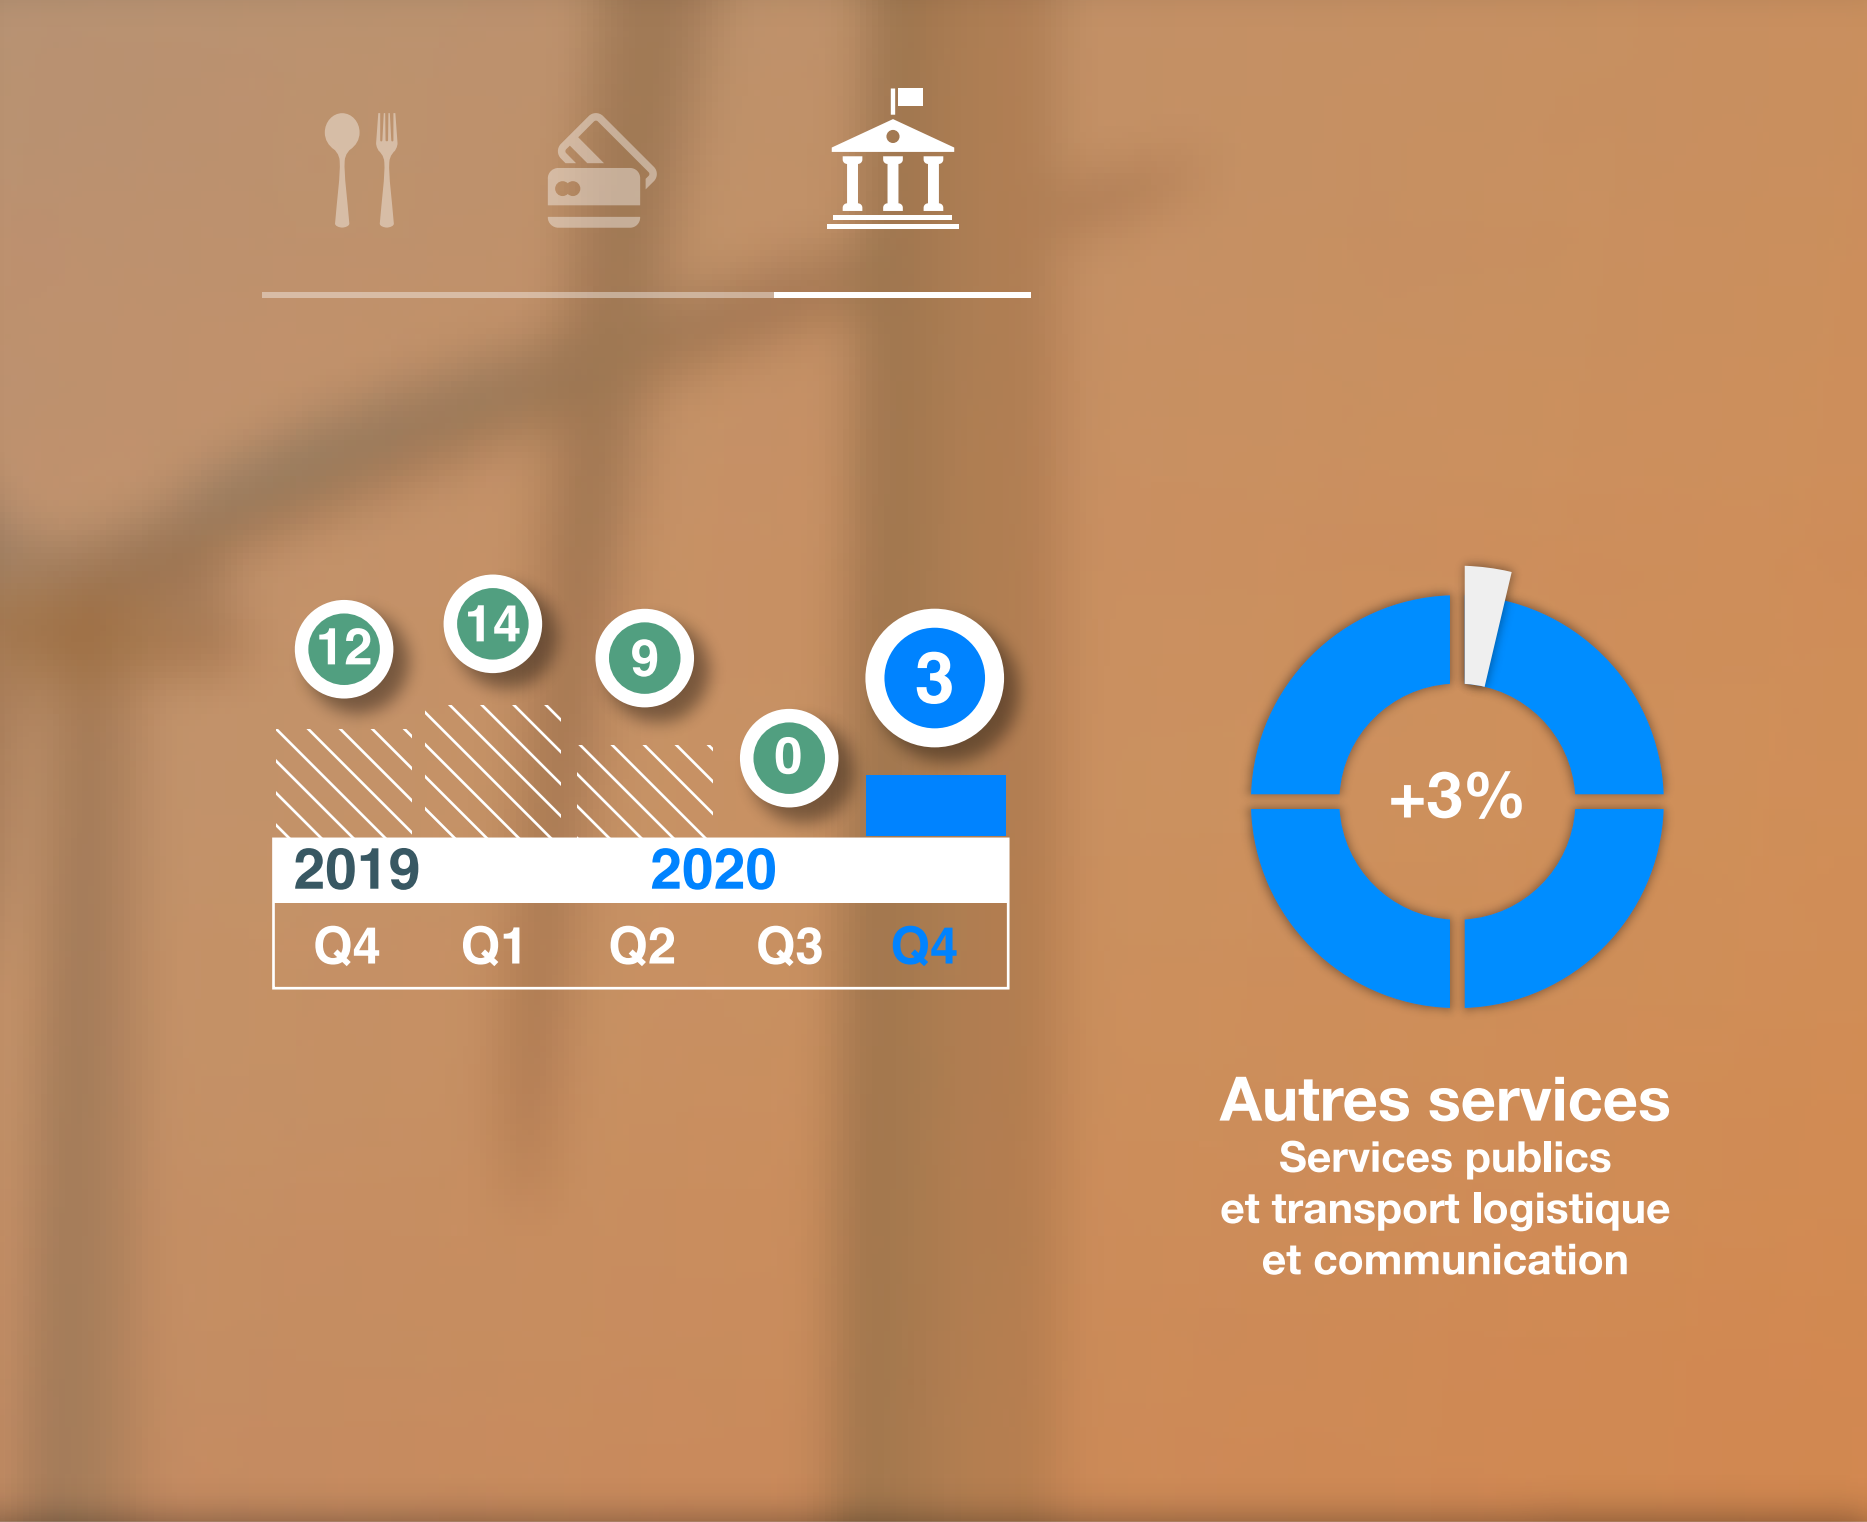 12
14
9
0
3
2019 2020
Q4 Q1 Q2 Q3 Q4
+3%
Autres services
Services publics
et transport logistique
et communication